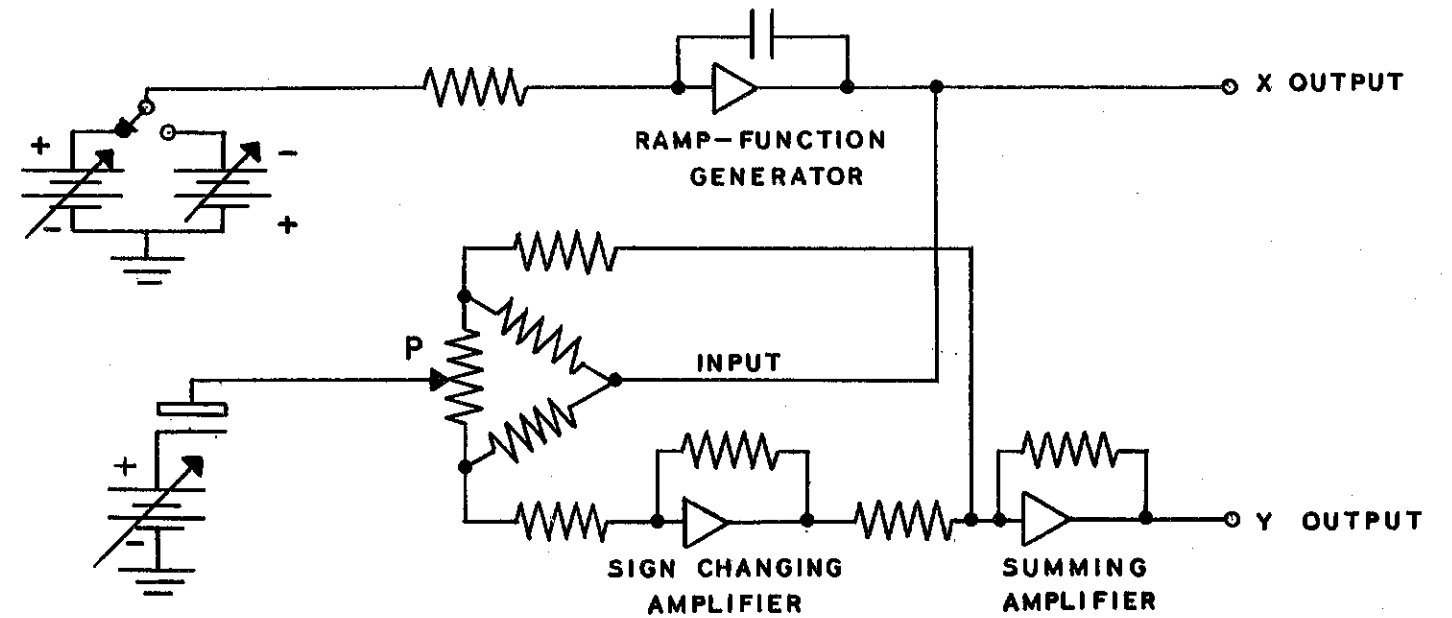 X OUTPUT
RAMP-FUNCTION
GENERATOR
+ -
- +
P
INPUT
+
-
SIGN CHANGING
AMPLIFIER
SUMMING
AMPLIFIER
Y OUTPUT